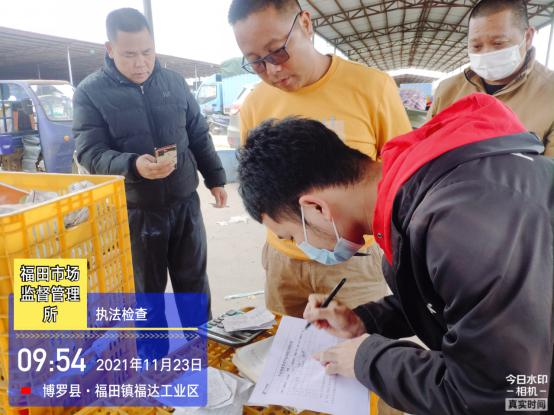 福田市场
监督管理
所
执法检查
09:54
2021年11月23日
博罗县·福田镇福达工业区
今日水印
-相机-
真实时间